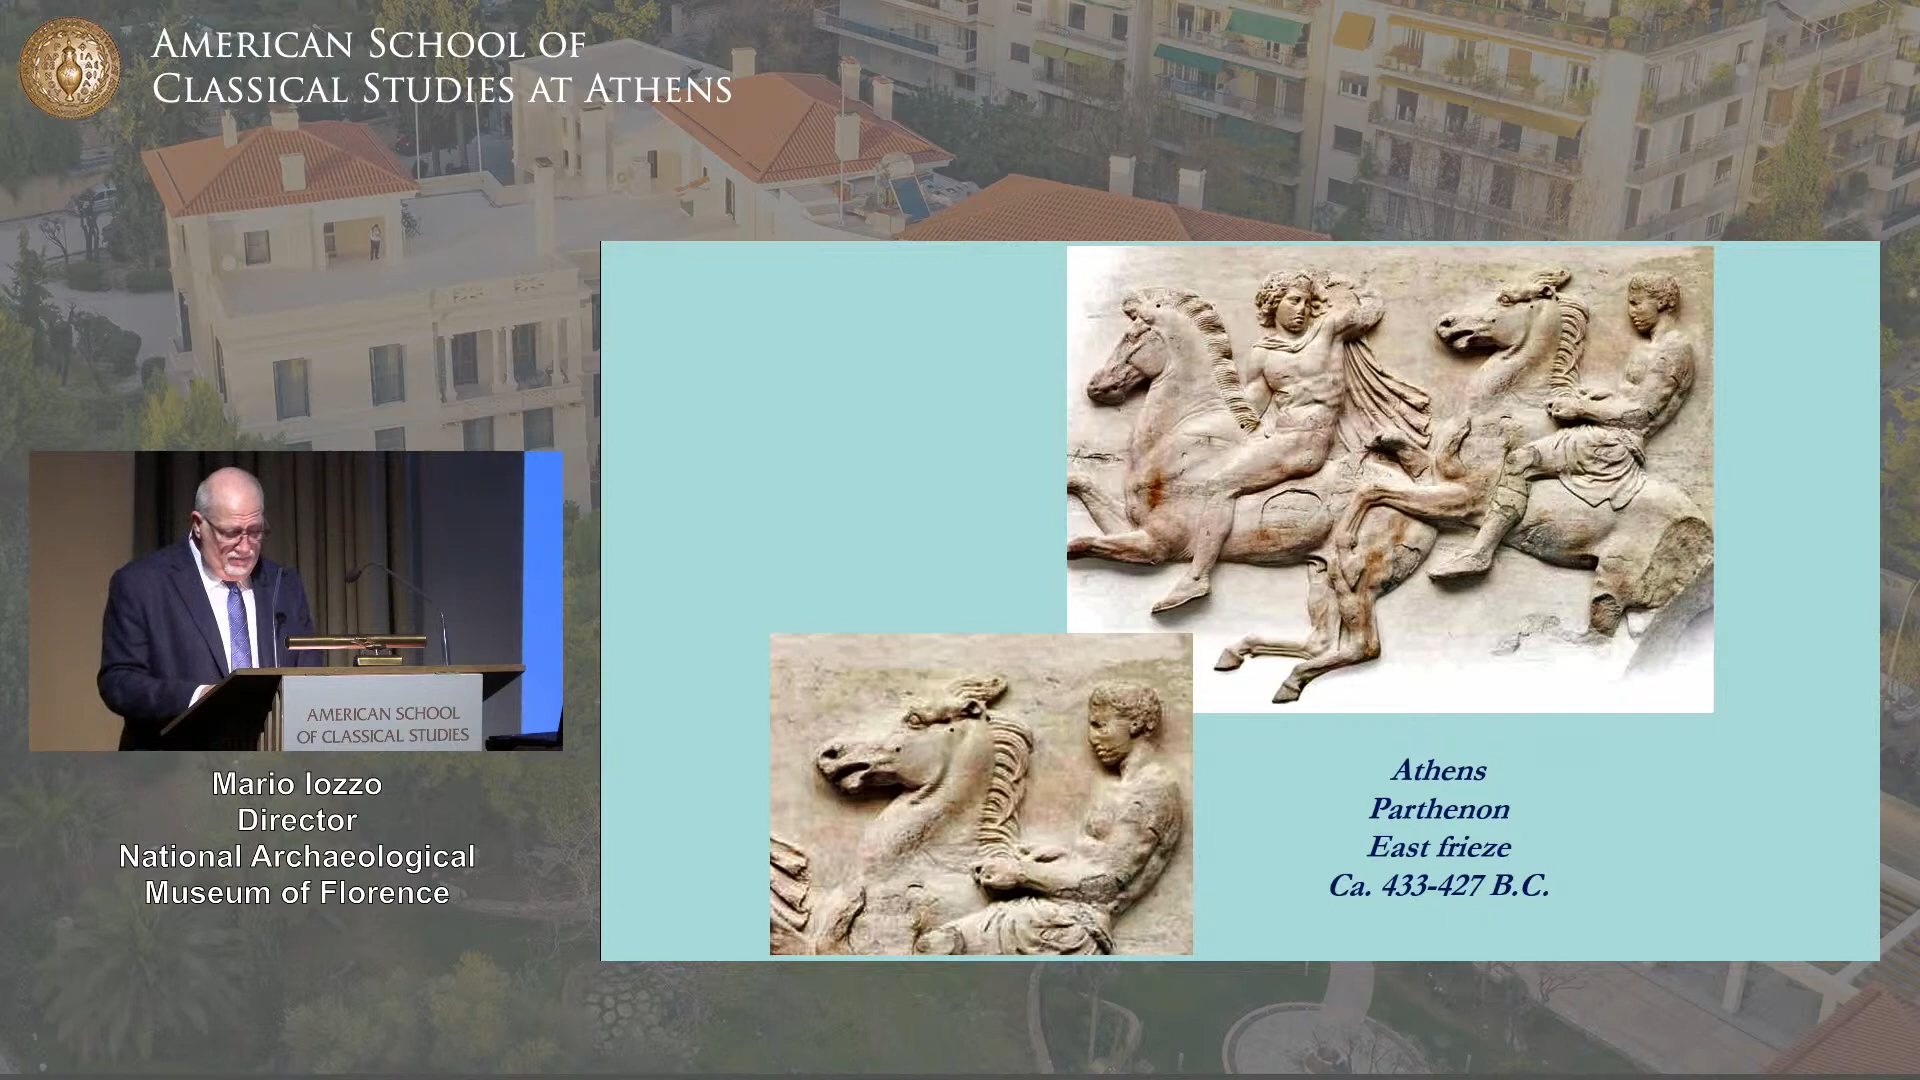 AMERICAN SCHOOL OF
CLASSICAL STUDIES AT ATHENS
AMERICAN SCHOOL
OF CLASSICAL STUDIES
Mario Iozzo
Director
National Archaeological
Museum of Florence
Athens
Parthenon
East frieze
Ca. 433-427 B.C.